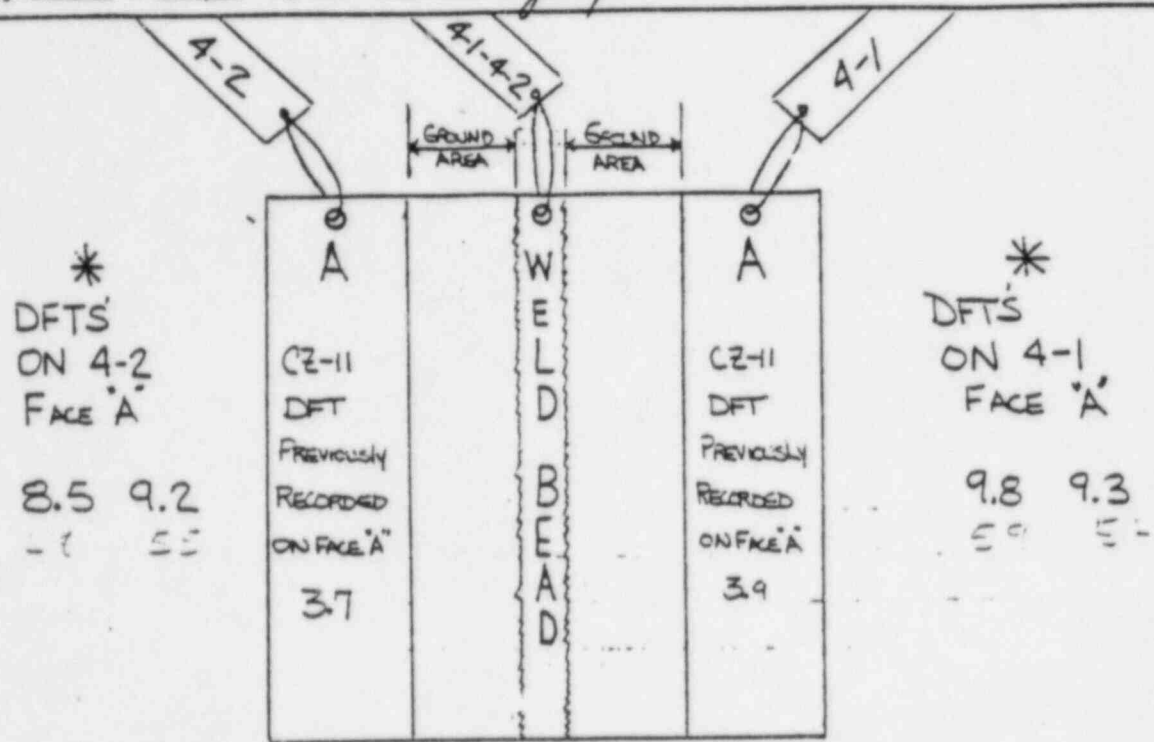 4-2
4-1-4-2
4-1
GROUND
AREA
GROUND
AREA
*
DFTS'
ON 4-2
FACE "A"
8.5 9.2
A
CZ-11
DFT
PREVIOUSLY
RECORDED
ON FACE "A"
3.7
WELD BEAD
A
CZ-11
DFT
PREVIOUSLY
RECORDED
ON FACE "A"
3.9
*
DFTS'
ON 4-1
FACE "A"
9.8 9.3